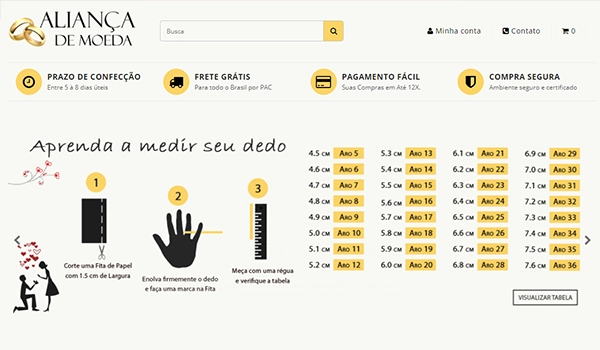 ALIANÇA
DE MOEDA
Busca
Minha conta
Contato
0
PRAZO DE CONFECÇÃO
Entre 5 à 8 dias úteis
FRETE GRÁTIS
Para todo o Brasil por PAC
PAGAMENTO FÁCIL
Suas Compras em Até 12X.
COMPRA SEGURA
Ambiente seguro e certificado
Aprenda a medir seu dedo
1
Corte uma Fita de Papel
com 1.5 cm de Largura
2
Enolva firmemente o dedo
e faça uma marca na Fita
3
Meça com uma régua
e verifique a tabela
4.5 CM ARO 5
4.6 CM ARO 6
4.7 CM ARO 7
4.8 CM ARO 8
4.9 CM ARO 9
5.0 CM ARO 10
5.1 CM ARO 11
5.2 CM ARO 12
5.3 CM ARO 13
5.4 CM ARO 14
5.5 CM ARO 15
5.6 CM ARO 16
5.7 CM ARO 17
5.8 CM ARO 18
5.9 CM ARO 19
6.0 CM ARO 20
6.1 CM ARO 21
6.2 CM ARO 22
6.3 CM ARO 23
6.4 CM ARO 24
6.5 CM ARO 25
6.6 CM ARO 26
6.7 CM ARO 27
6.8 CM ARO 28
6.9 CM ARO 29
7.0 CM ARO 30
7.1 CM ARO 31
7.2 CM ARO 32
7.3 CM ARO 33
7.4 CM ARO 34
7.5 CM ARO 35
7.6 CM ARO 36
VISUALIZAR TABELA